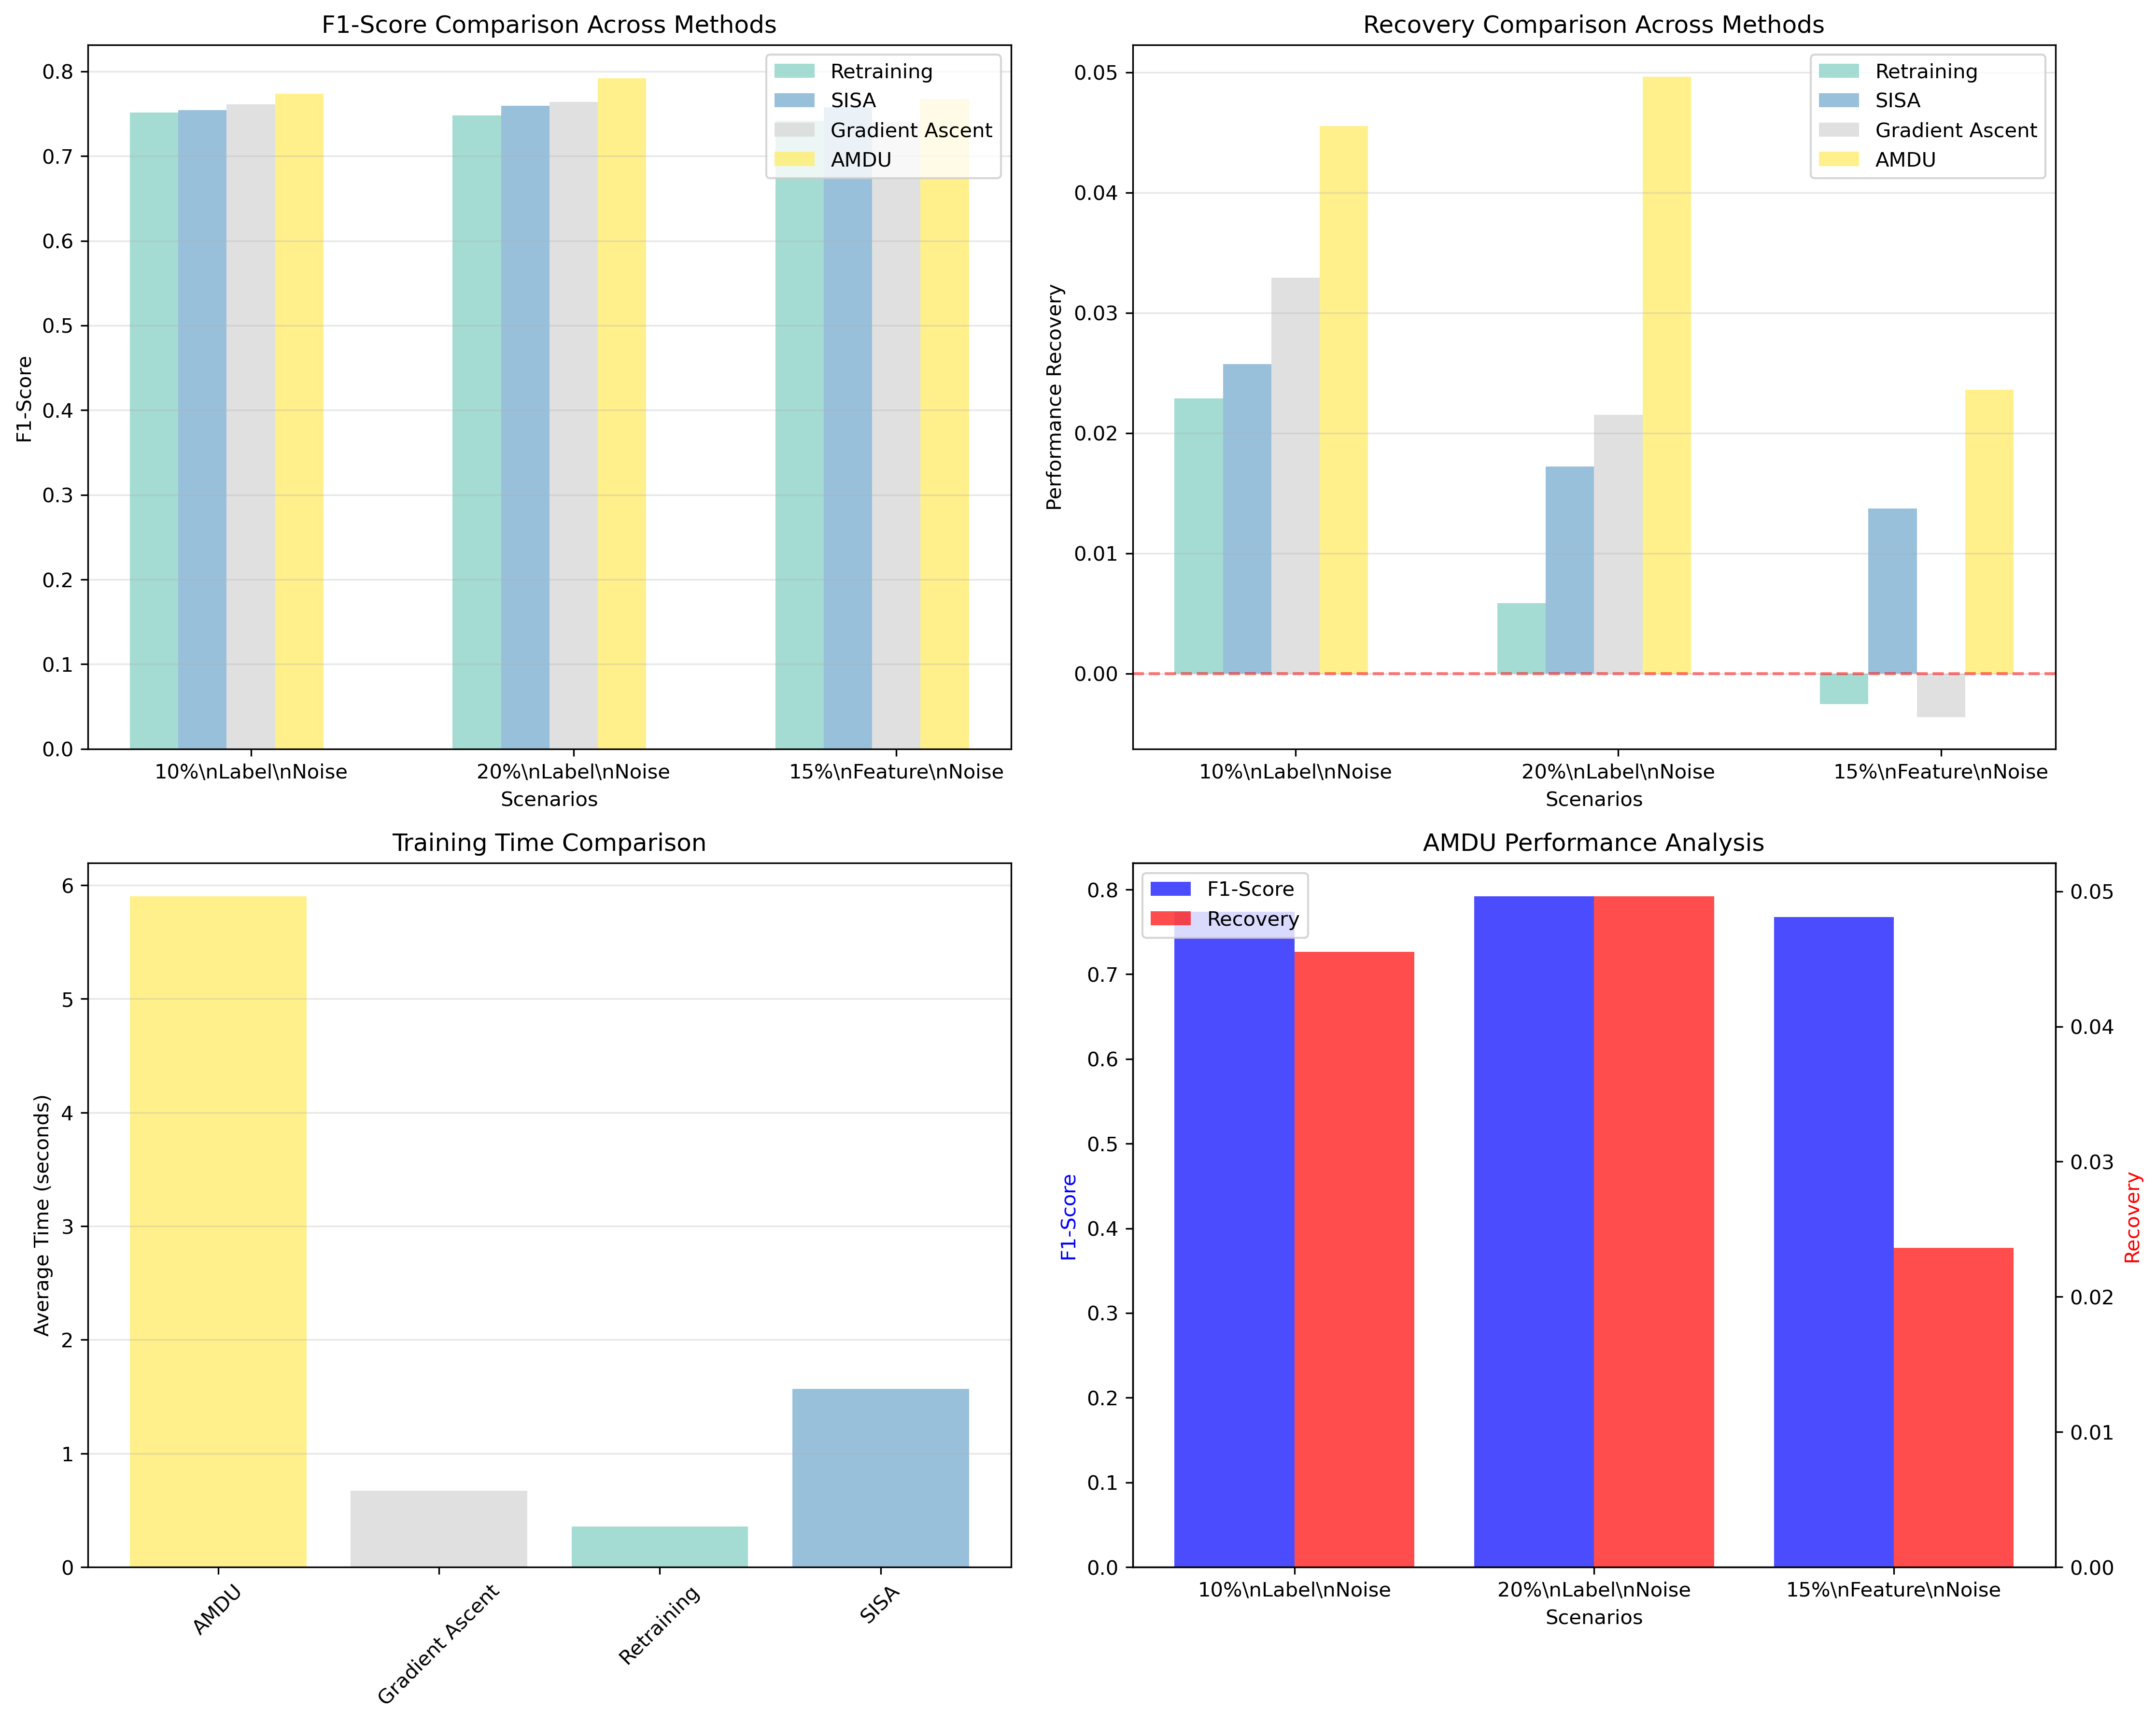 F1-Score Comparison Across Methods
Retraining
SISA
Gradient Ascent
AMDU
0.8
0.7
0.6
0.5
0.4
0.3
0.2
0.1
0.0
F1-Score
10%\nLabel\nNoise
20%\nLabel\nNoise
15%\nFeature\nNoise
Scenarios
Recovery Comparison Across Methods
Retraining
SISA
Gradient Ascent
AMDU
0.05
0.04
0.03
0.02
0.01
0.00
Performance Recovery
10%\nLabel\nNoise
20%\nLabel\nNoise
15%\nFeature\nNoise
Scenarios
Training Time Comparison
6
5
4
3
2
1
0
Average Time (seconds)
AMDU
Gradient Ascent
Retraining
SISA
AMDU Performance Analysis
F1-Score
Recovery
0.8
0.7
0.6
0.5
0.4
0.3
0.2
0.1
0.0
F1-Score
0.05
0.04
0.03
0.02
0.01
0.00
Recovery
10%\nLabel\nNoise
20%\nLabel\nNoise
15%\nFeature\nNoise
Scenarios